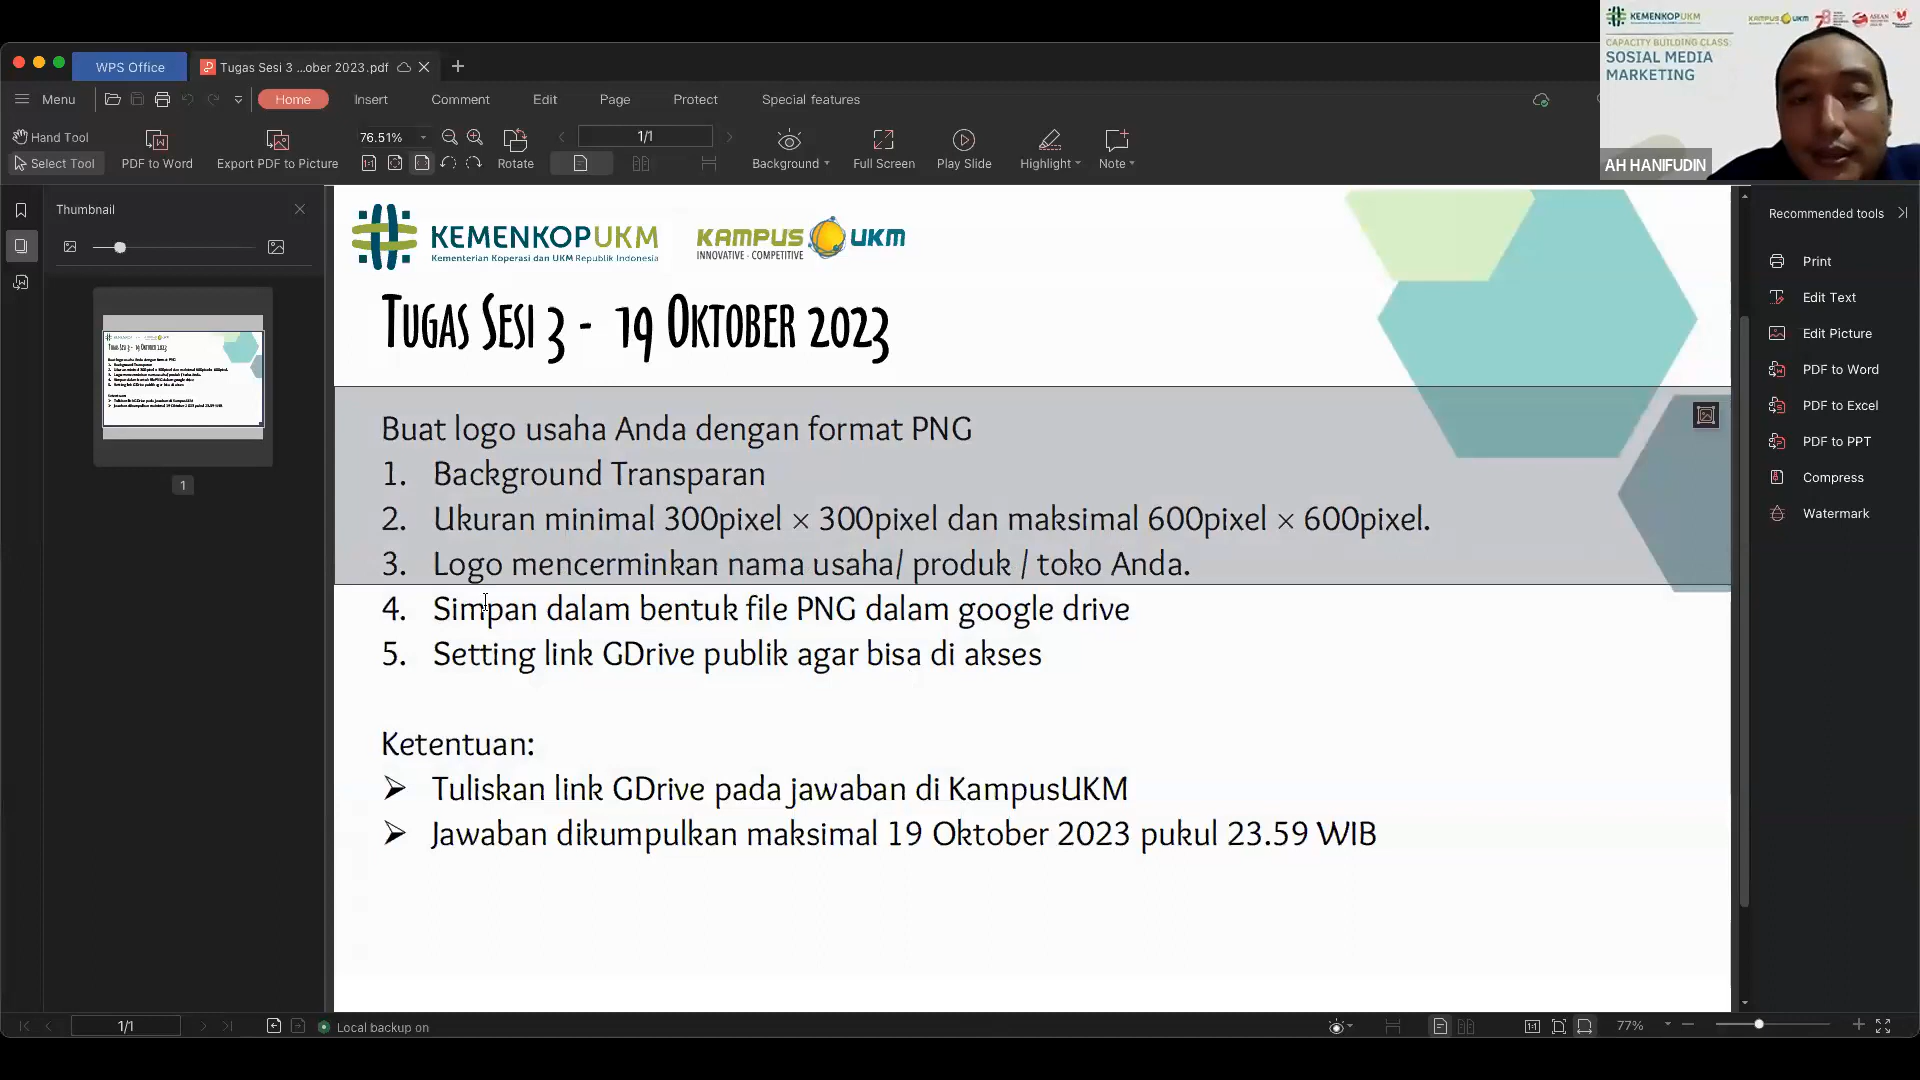 KEMENKOPUKM
KAMPUS UKM
78
ASEAN
CAPACITY BUILDING CLASS:
SOSIAL MEDIA
MARKETING
AH HANIFUDIN
WPS Office
Tugas Sesi 3 ...ober 2023.pdf
Menu
Home
Insert
Comment
Edit
Page
Protect
Special features
Hand Tool
Select Tool
PDF to Word
Export PDF to Picture
76.51%
Rotate
1/1
Background
Full Screen
Play Slide
Highlight
Note
Thumbnail
1
KEMENKOPUKM
Kementerian Koperasi dan UKM Republik Indonesia
KAMPUS UKM
INNOVATIVE - COMPETITIVE
Tugas Sesi 3 - 19 Oktober 2023
Buat logo usaha Anda dengan format PNG
1. Background Transparan
2. Ukuran minimal 300pixel × 300pixel dan maksimal 600pixel × 600pixel.
3. Logo mencerminkan nama usaha/ produk / toko Anda.
4. Simpan dalam bentuk file PNG dalam google drive
5. Setting link GDrive publik agar bisa di akses
Ketentuan:
➢ Tuliskan link GDrive pada jawaban di KampusUKM
➢ Jawaban dikumpulkan maksimal 19 Oktober 2023 pukul 23.59 WIB
Recommended tools
Print
Edit Text
Edit Picture
PDF to Word
PDF to Excel
PDF to PPT
Compress
Watermark
1/1
Local backup on
77%